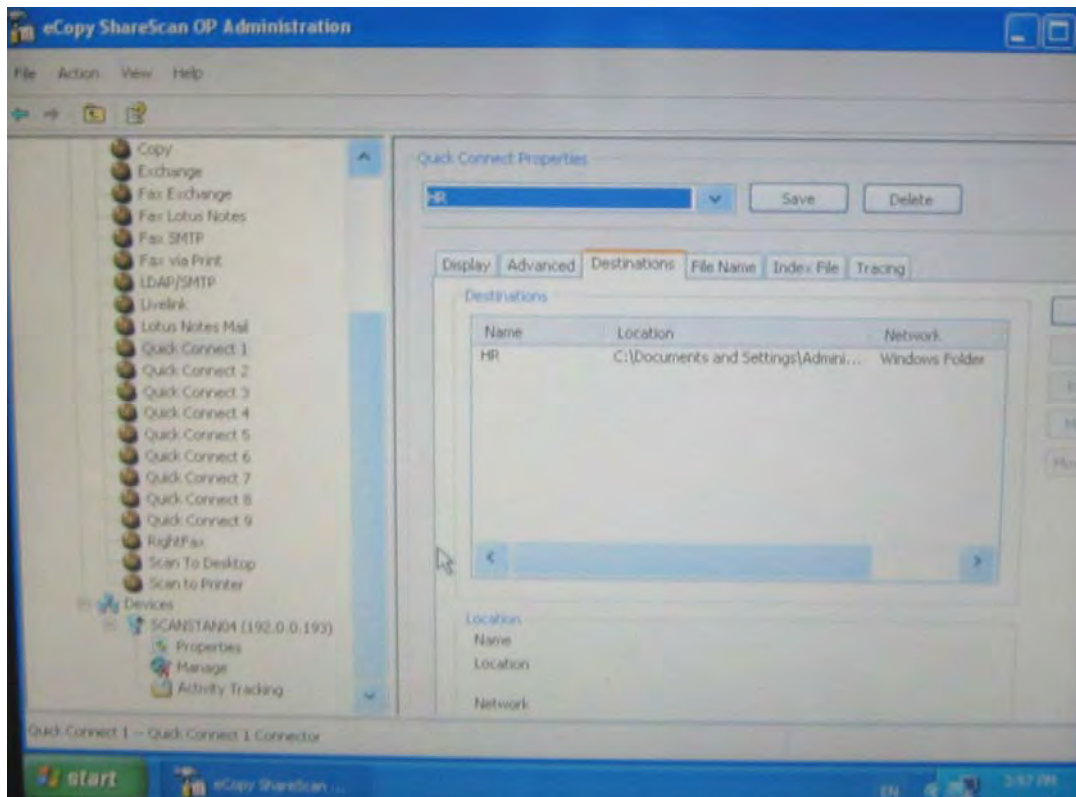 eCopy ShareScan OP Administration
File Action View Help
Copy
Exchange
Fax Exchange
Fax Lotus Notes
Fax SMTP
Fax via Print
LDAP/SMTP
Livelink
Lotus Notes Mail
Quick Connect 1
Quick Connect 2
Quick Connect 3
Quick Connect 4
Quick Connect 5
Quick Connect 6
Quick Connect 7
Quick Connect 8
Quick Connect 9
RightFax
Scan To Desktop
Scan to Printer
Devices
SCANSTAN04 (192.0.0.193)
Properties
Manage
Activity Tracking
Quick Connect Properties
HR
Save Delete
Display Advanced Destinations File Name Index File Tracing
Destinations
Name Location Network
HR C:\Documents and Settings\Admini... Windows Folder
Location
Name
Location
Network
Quick Connect 1 -- Quick Connect 1 Connector
start eCopy ShareScan ... EN